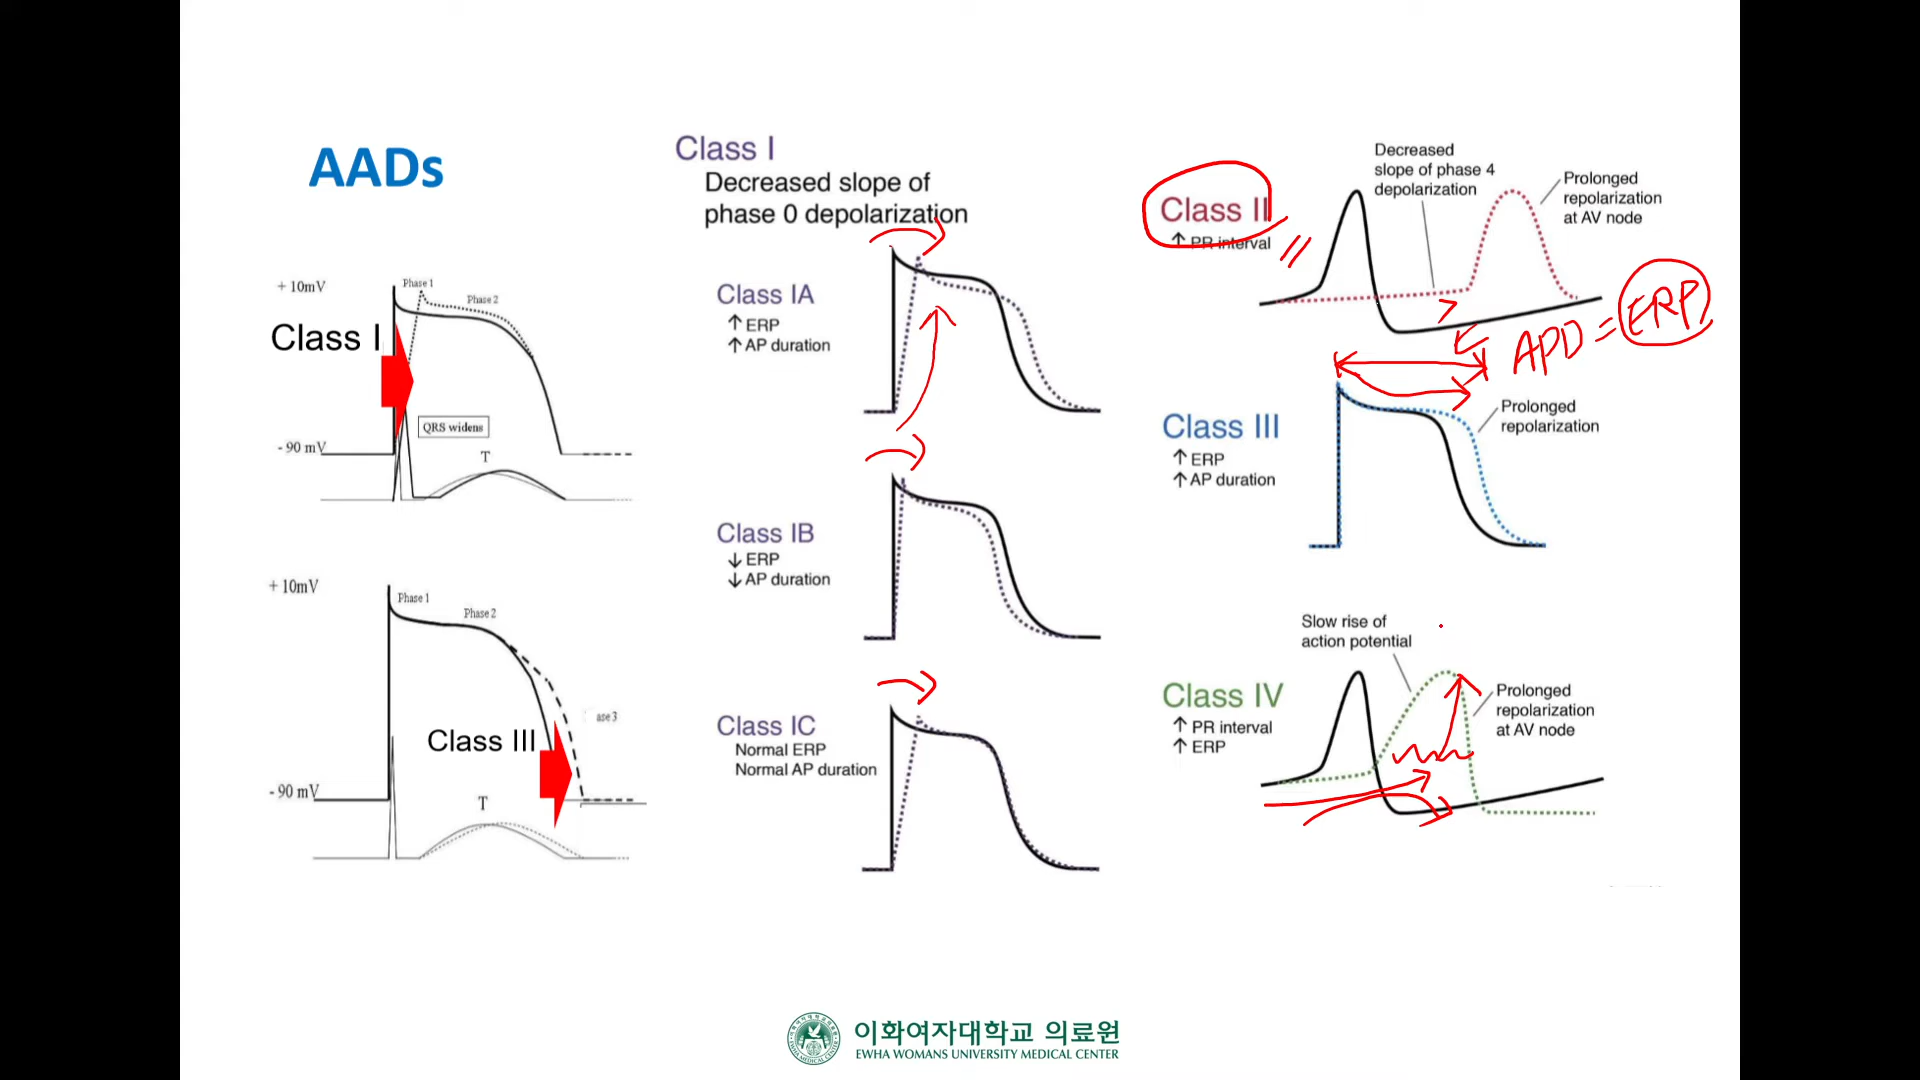 AADs
+ 10mV
Phase 1
Phase 2
Class I
QRS widens
- 90 mV
T
+ 10mV
Phase 1
Phase 2
ase 3
Class III
- 90 mV
T
Class I
Decreased slope of
phase 0 depolarization
Class IA
↑ ERP
↑ AP duration
Class IB
↓ ERP
↓ AP duration
Class IC
Normal ERP
Normal AP duration
Class II
↑ PR interval
Decreased
slope of phase 4
depolarization
Prolonged
repolarization
at AV node
APD = ERP
Class III
↑ ERP
↑ AP duration
Prolonged
repolarization
Slow rise of
action potential
Class IV
↑ PR interval
↑ ERP
Prolonged
repolarization
at AV node
이화여자대학교 의료원
EWHA WOMANS UNIVERSITY MEDICAL CENTER